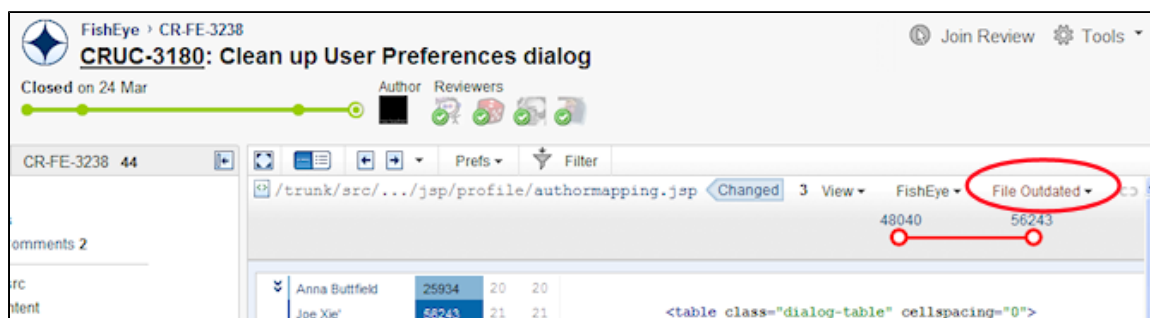 FishEye › CR-FE-3238
CRUC-3180: Clean up User Preferences dialog
Join Review Tools
Closed on 24 Mar
Author Reviewers
CR-FE-3238 44
Prefs Filter
/trunk/src/.../jsp/profile/authormapping.jsp Changed 3 View FishEye File Outdated
48040 56243
omments 2
rc
ntent
Anna Buttfield 25934 20 20
Joe Xie' 56243 21 21 <table class="dialog-table" cellspacing="0">